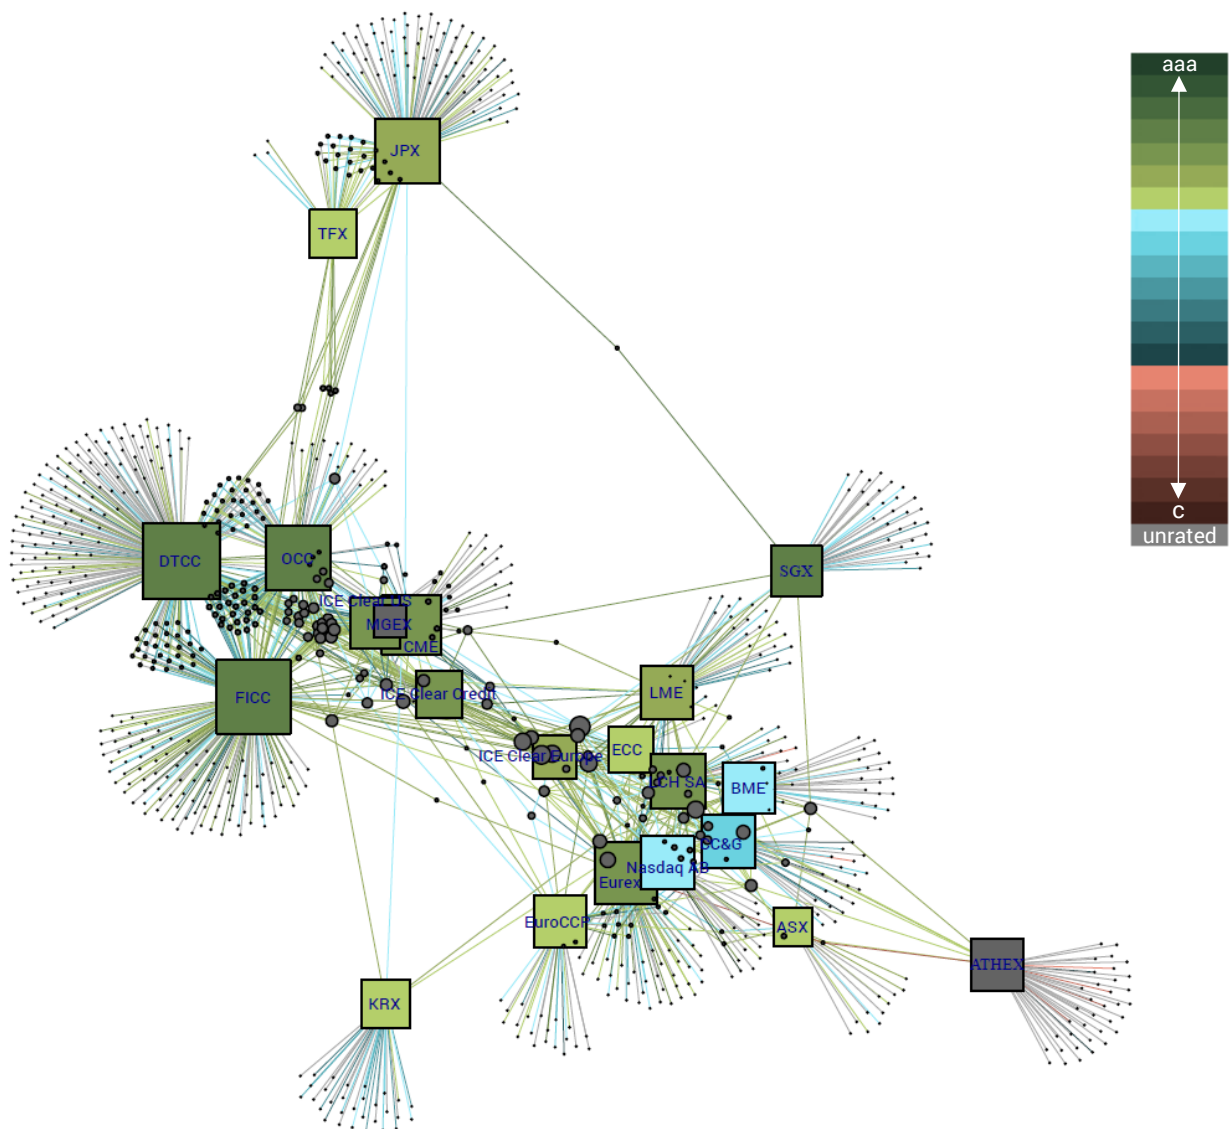 aaa
JPX
TFX
c
unrated
DTCC
OCC
SGX
ICE Clear US
MGEX
CME
FICC
ICE Clear Credit
LME
ECC
ICE Clear Europe
LCH SA
BME
Nasdaq AB
Eurex
EuroCCP
ASX
ATHEX
KRX